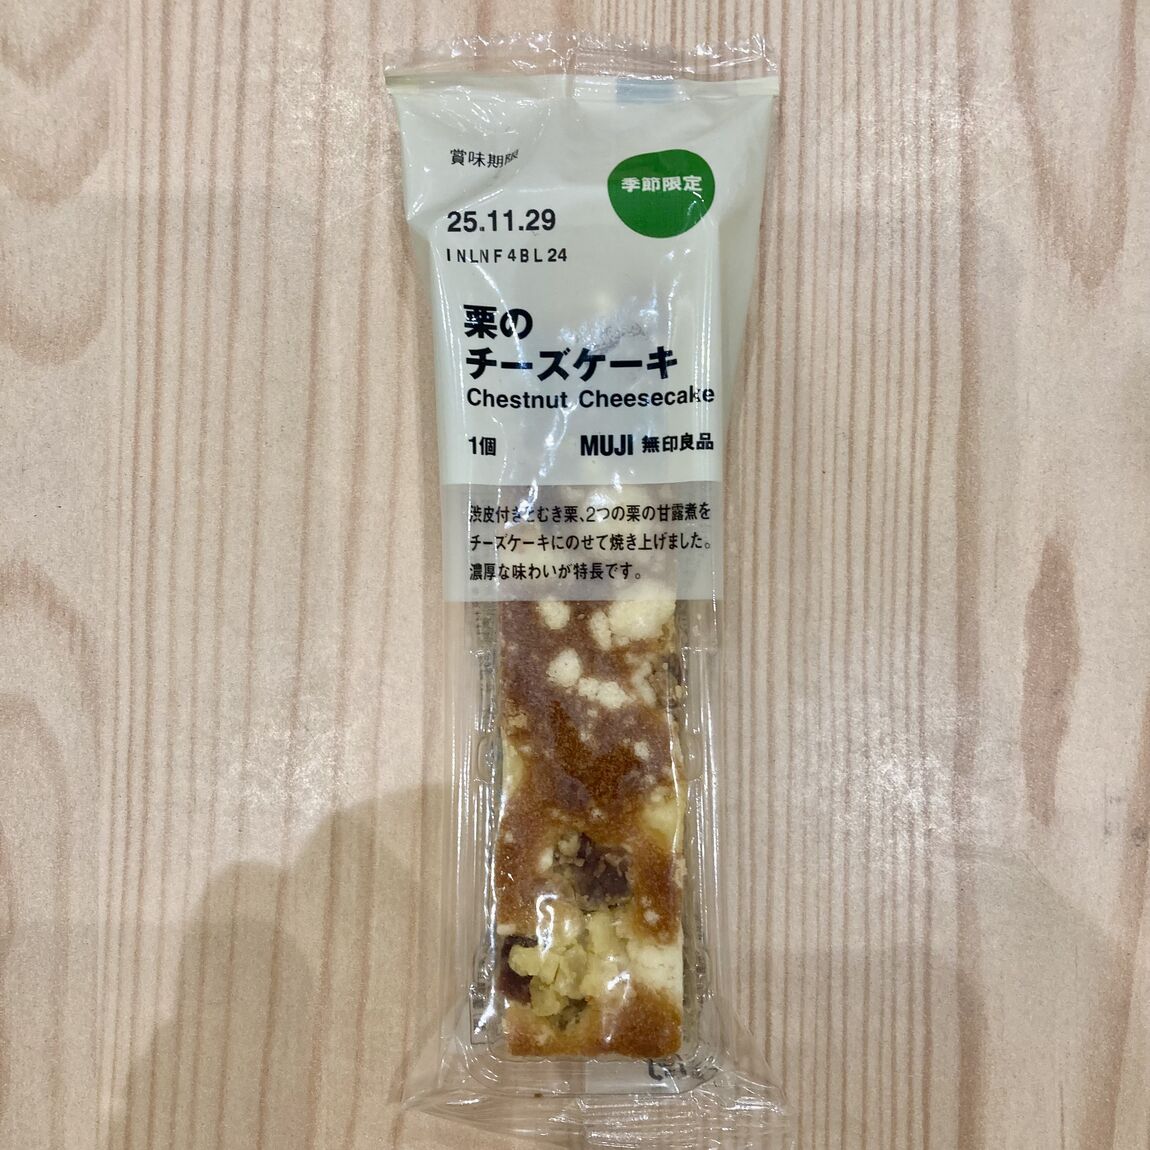 賞味期限
季節限定
25.11.29
INLNF4BL24
栗の
チーズケーキ
Chestnut Cheesecake
1個 MUJI 無印良品
渋皮付きとむき栗、2つの栗の甘露煮を
チーズケーキにのせて焼き上げました。
濃厚な味わいが特長です。